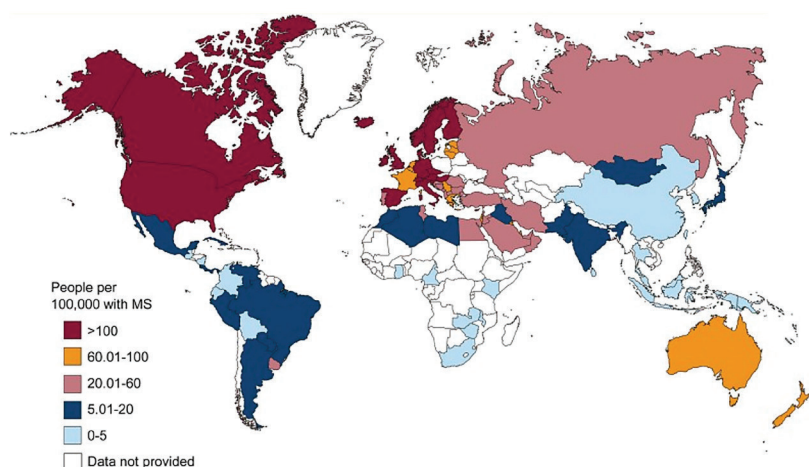 People per
100,000 with MS
>100
60.01-100
20.01-60
5.01-20
0-5
Data not provided